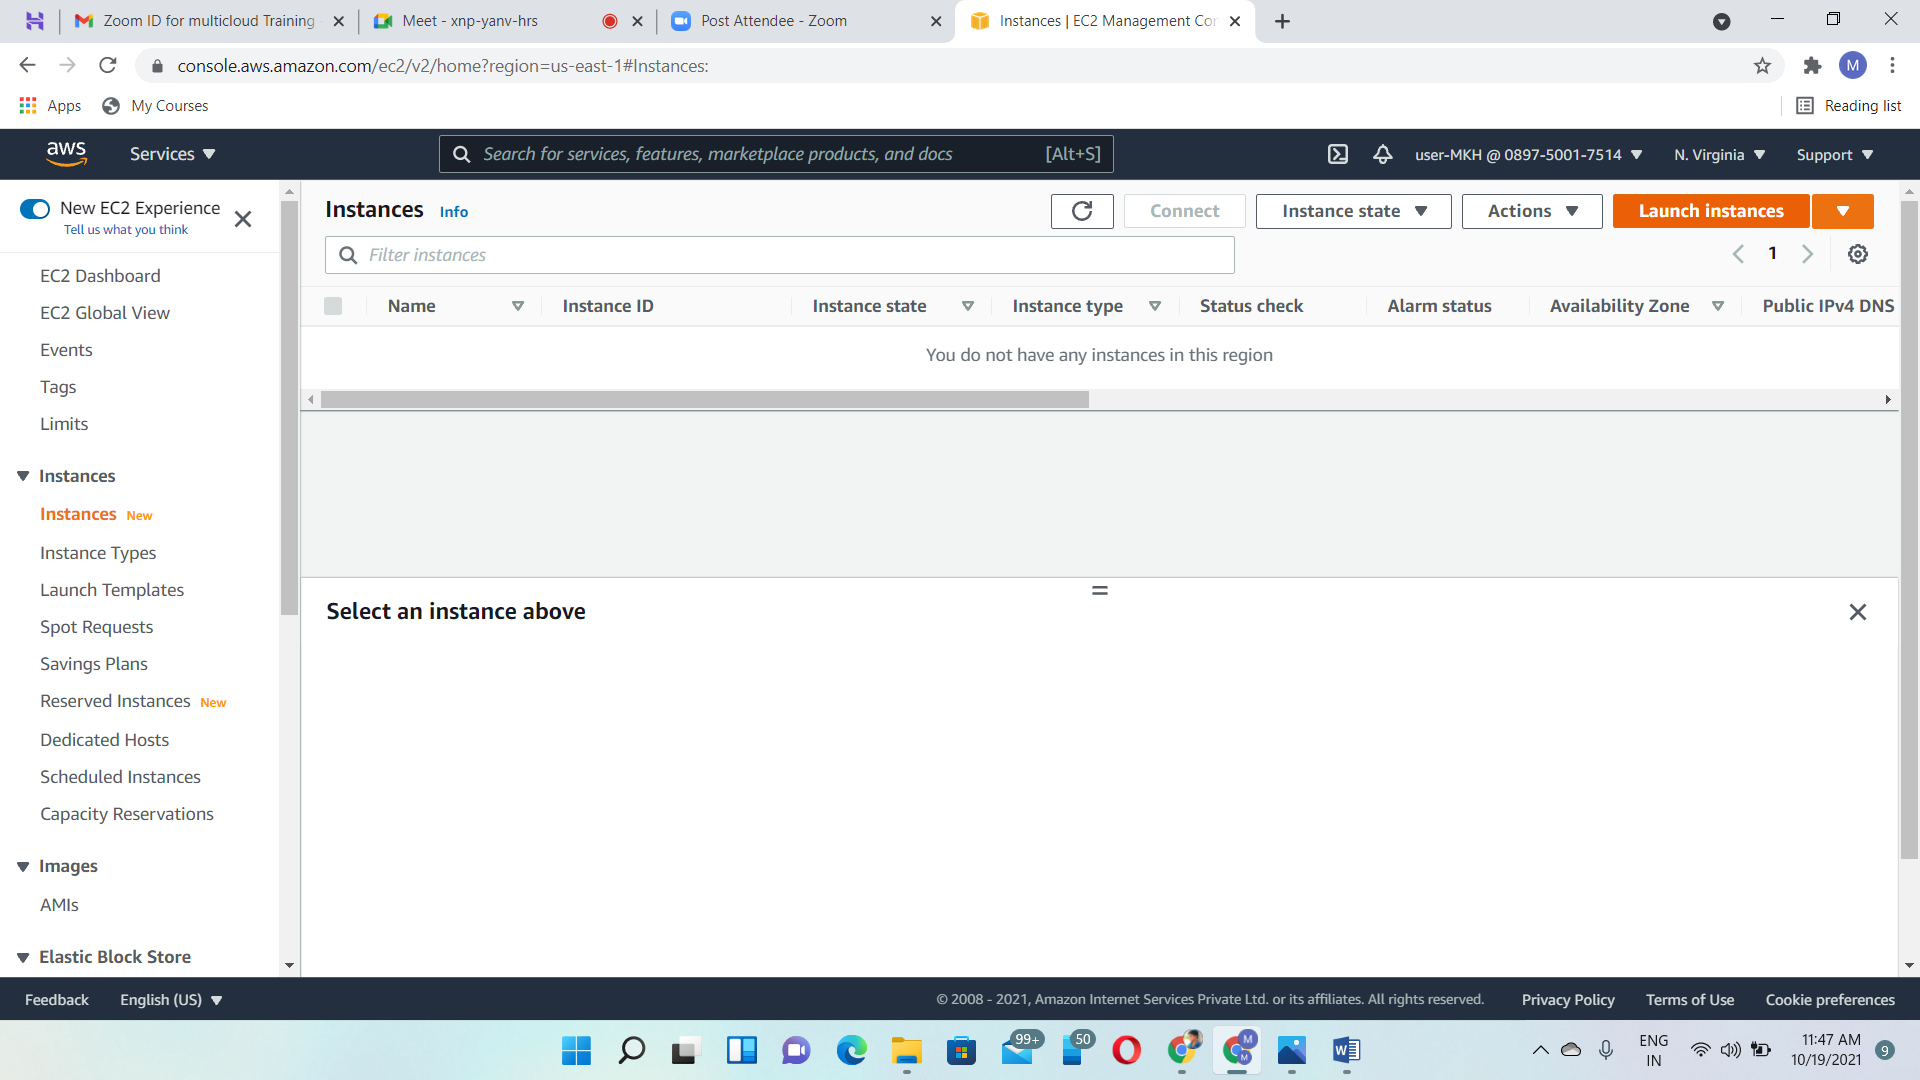 Zoom ID for multicloud Training
Meet - xnp-yanv-hrs
Post Attendee - Zoom
Instances | EC2 Management Con
console.aws.amazon.com/ec2/v2/home?region=us-east-1#Instances:
M
Apps
My Courses
Reading list
aws
Services
Search for services, features, marketplace products, and docs
[Alt+S]
user-MKH @ 0897-5001-7514
N. Virginia
Support
New EC2 Experience
Tell us what you think
EC2 Dashboard
EC2 Global View
Events
Tags
Limits
Instances
Instances New
Instance Types
Launch Templates
Spot Requests
Savings Plans
Reserved Instances New
Dedicated Hosts
Scheduled Instances
Capacity Reservations
Images
AMIs
Elastic Block Store
Instances Info
Connect
Instance state
Actions
Launch instances
Filter instances
1
Name
Instance ID
Instance state
Instance type
Status check
Alarm status
Availability Zone
Public IPv4 DNS
You do not have any instances in this region
Select an instance above
Feedback
English (US)
© 2008 - 2021, Amazon Internet Services Private Ltd. or its affiliates. All rights reserved.
Privacy Policy
Terms of Use
Cookie preferences
99+
50
M
M
ENG
IN
11:47 AM
10/19/2021
9